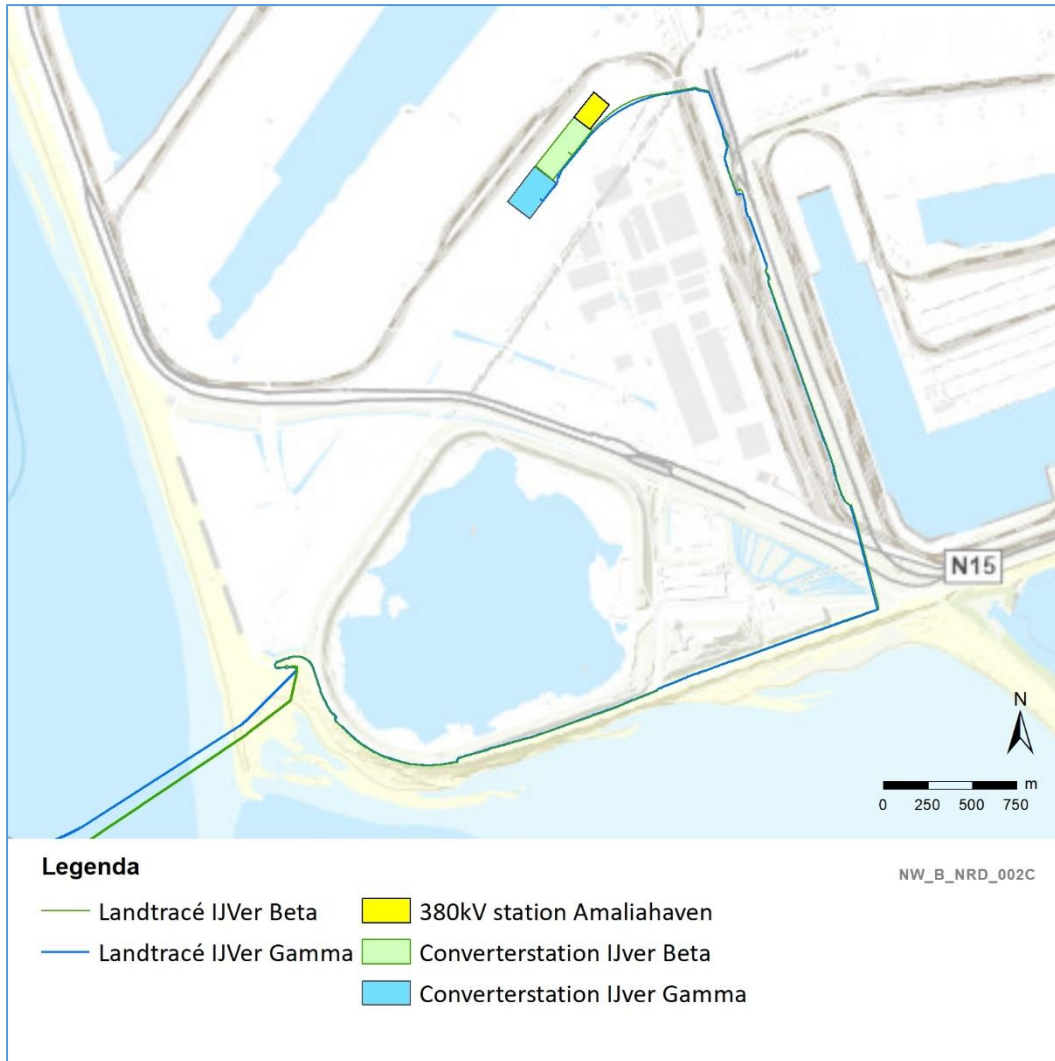 N15
N
m
0 250 500 750
Legenda
NW_B_NRD_002C
Landtracé IJVer Beta
380kV station Amaliahaven
Landtracé IJVer Gamma
Converterstation IJver Beta
Converterstation IJver Gamma